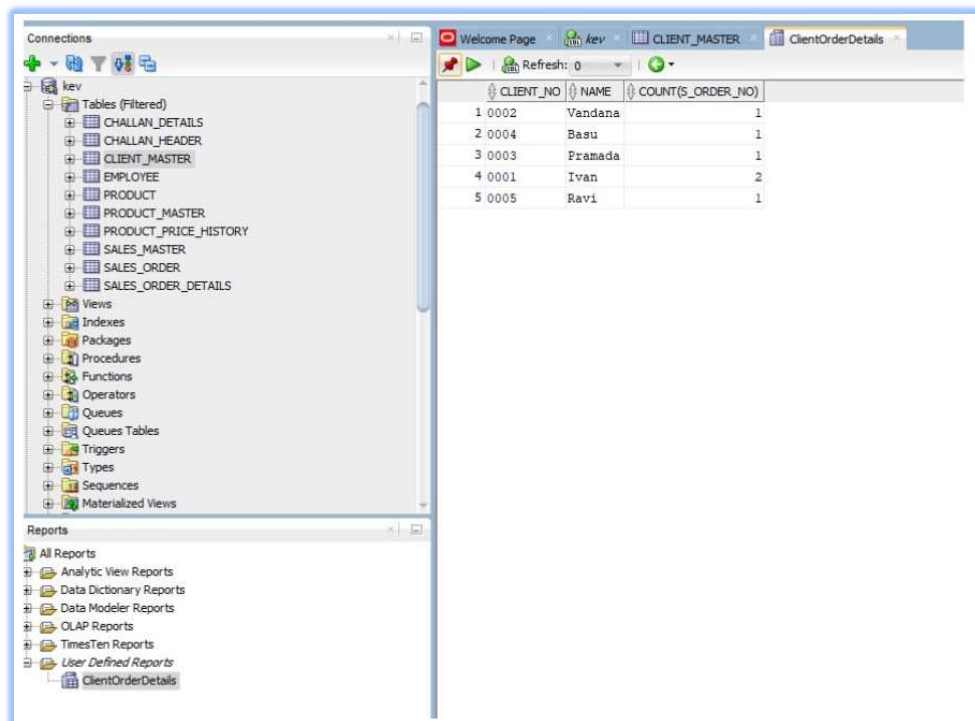 Connections
kev
Tables (Filtered)
CHALLAN_DETAILS
CHALLAN_HEADER
CLIENT_MASTER
EMPLOYEE
PRODUCT
PRODUCT_MASTER
PRODUCT_PRICE_HISTORY
SALES_MASTER
SALES_ORDER
SALES_ORDER_DETAILS
Views
Indexes
Packages
Procedures
Functions
Operators
Queues
Queues Tables
Triggers
Types
Sequences
Materialized Views
Reports
All Reports
Analytic View Reports
Data Dictionary Reports
Data Modeler Reports
OLAP Reports
TimesTen Reports
User Defined Reports
ClientOrderDetails
Welcome Page kev CLIENT_MASTER ClientOrderDetails
Refresh: 0
CLIENT_NO NAME COUNT(S_ORDER_NO)
1 0002 Vandana 1
2 0004 Basu 1
3 0003 Pramada 1
4 0001 Ivan 2
5 0005 Ravi 1